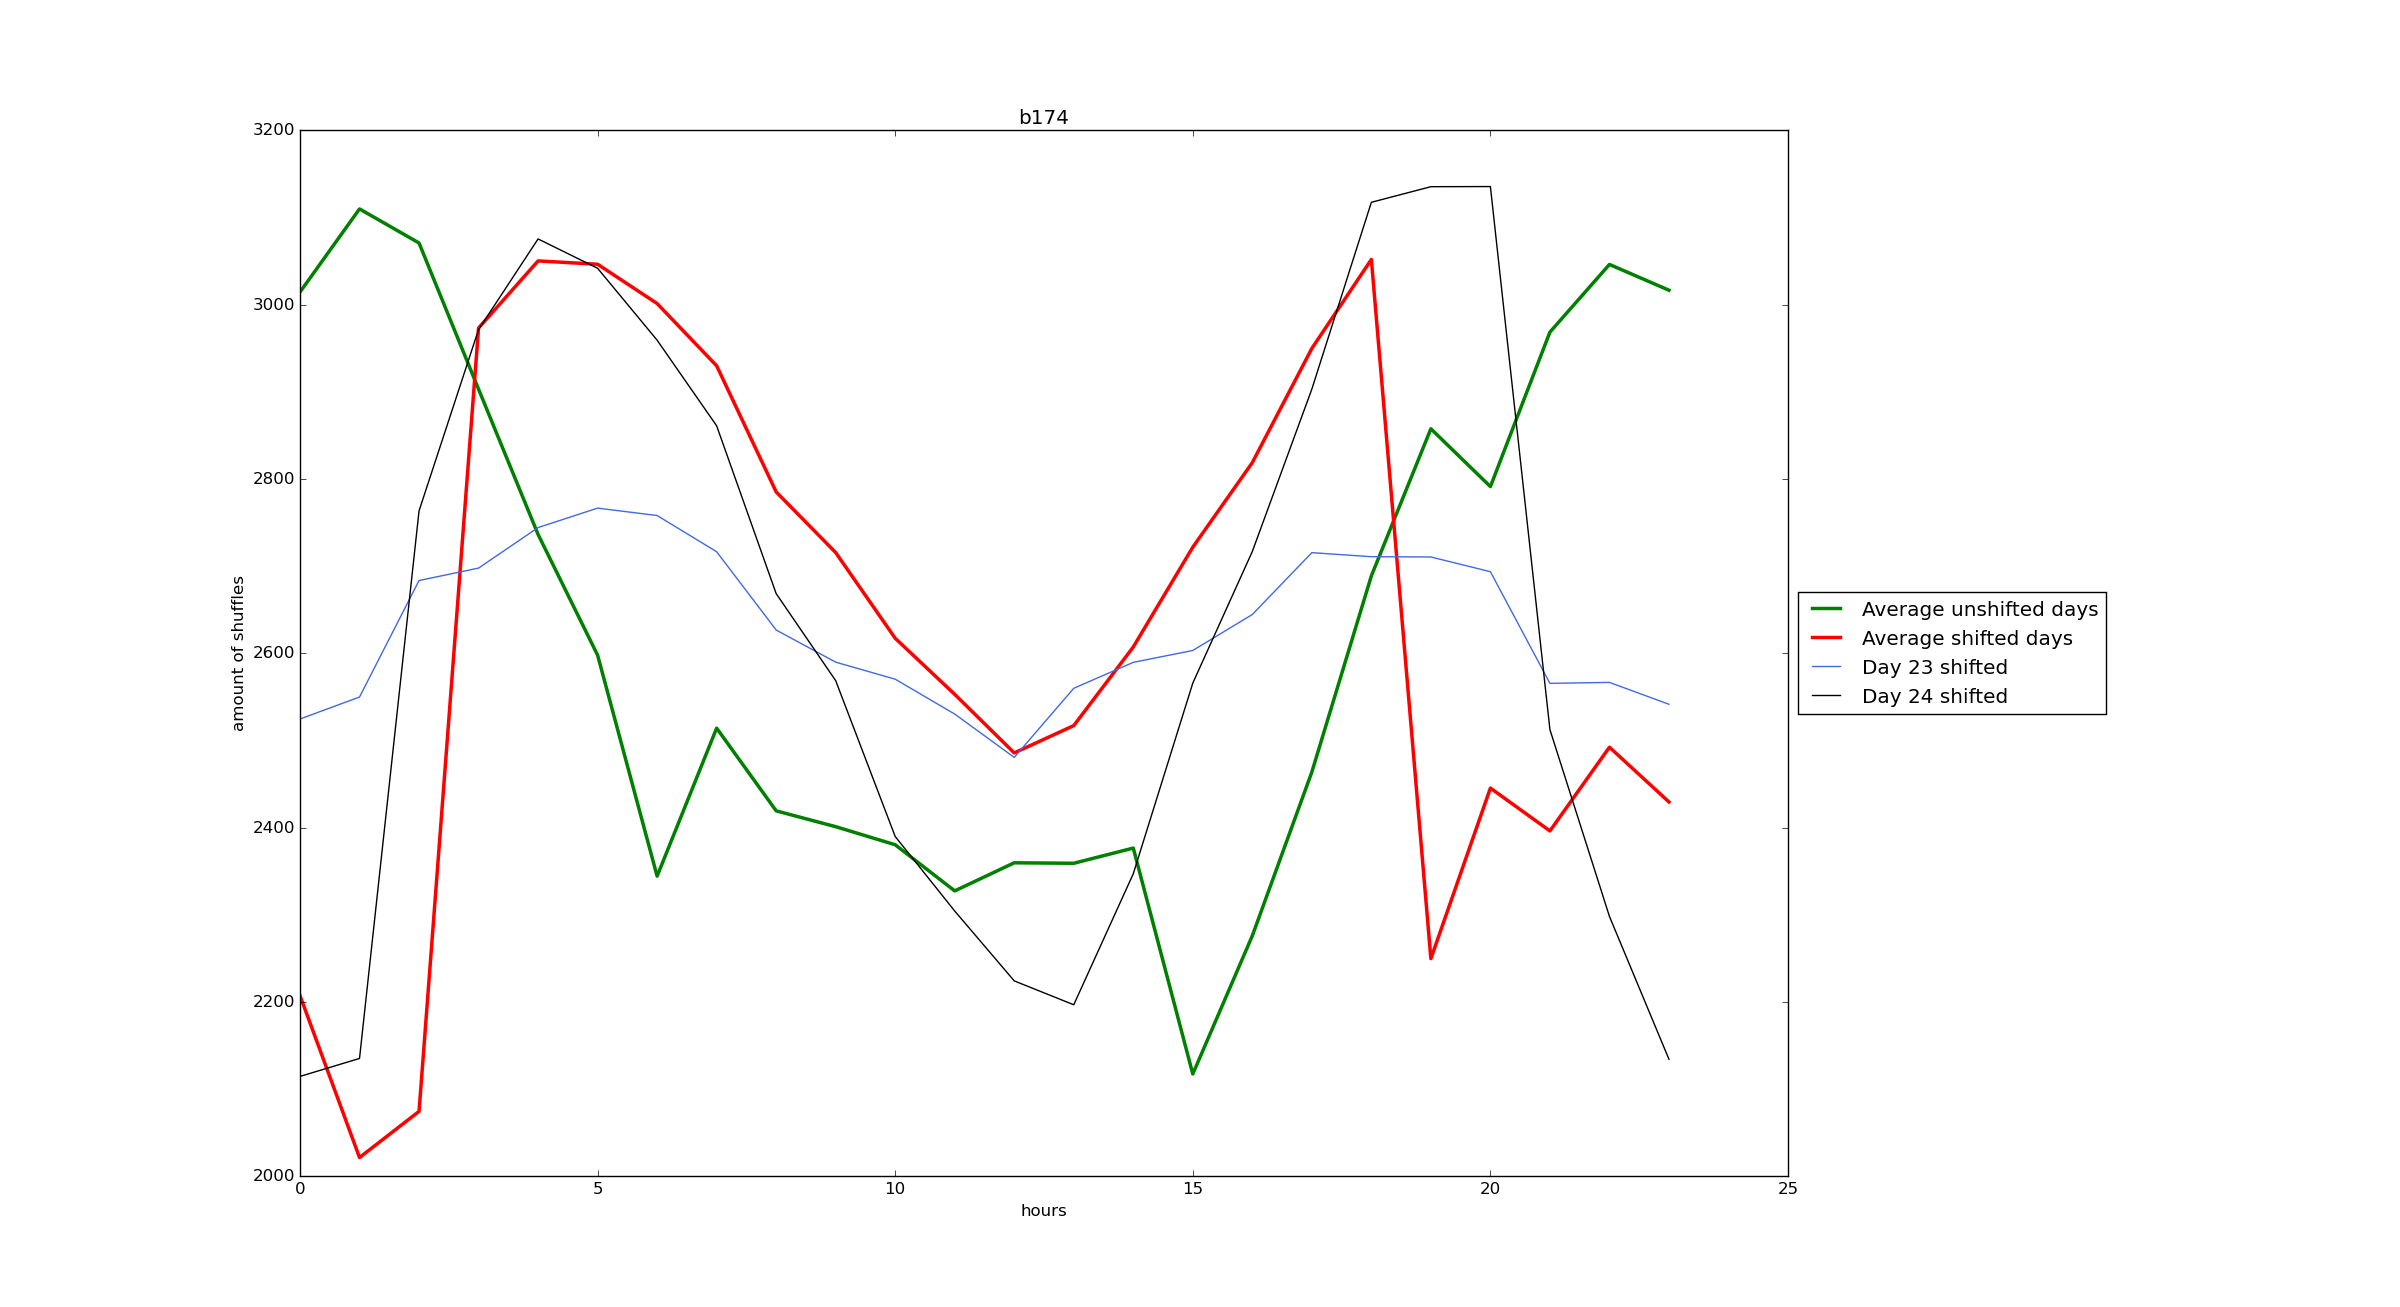 b174
3200
3000
2800
2600
2400
2200
2000
amount of shuffles
0 5 10 15 20 25
hours
Average unshifted days
Average shifted days
Day 23 shifted
Day 24 shifted